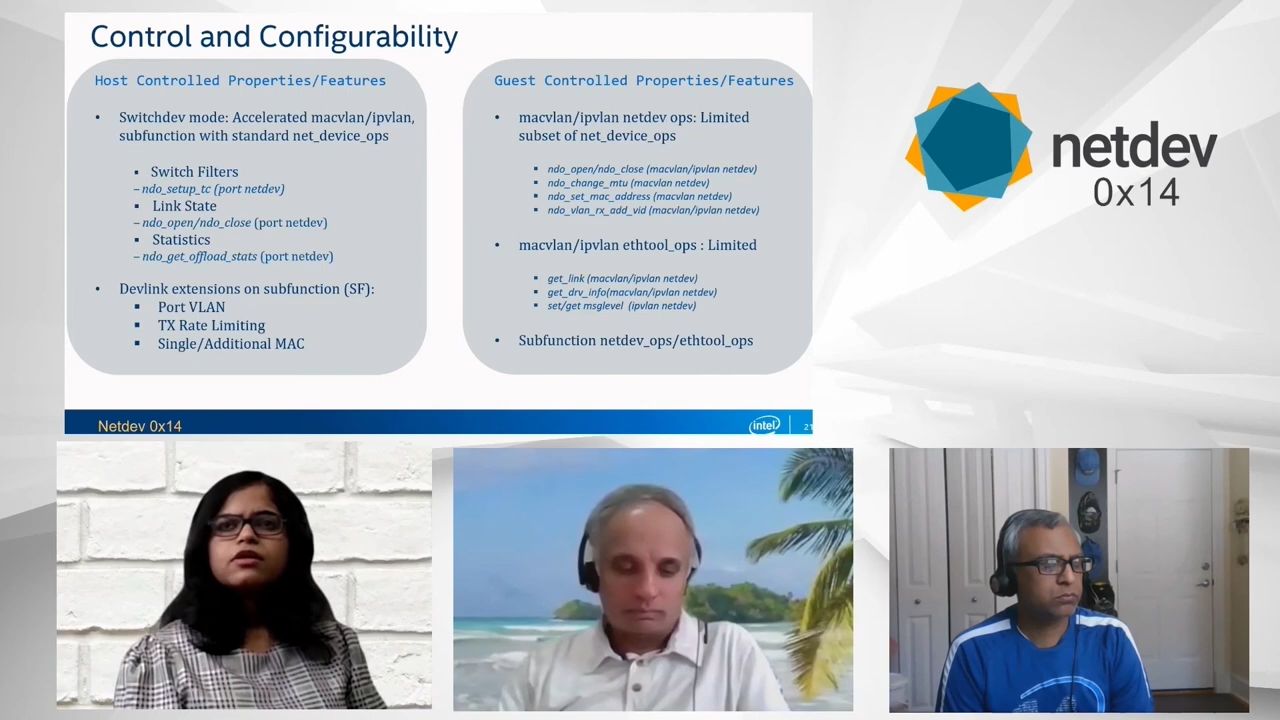 Control and Configurability
Host Controlled Properties/Features
• Switchdev mode: Accelerated macvlan/ipvlan,
subfunction with standard net_device_ops
▪ Switch Filters
– ndo_setup_tc (port netdev)
▪ Link State
– ndo_open/ndo_close (port netdev)
▪ Statistics
– ndo_get_offload_stats (port netdev)
• Devlink extensions on subfunction (SF):
▪ Port VLAN
▪ TX Rate Limiting
▪ Single/Additional MAC
Guest Controlled Properties/Features
• macvlan/ipvlan netdev ops: Limited
subset of net_device_ops
▪ ndo_open/ndo_close (macvlan/ipvlan netdev)
▪ ndo_change_mtu (macvlan netdev)
▪ ndo_set_mac_address (macvlan netdev)
▪ ndo_vlan_rx_add_vid (macvlan/ipvlan netdev)
• macvlan/ipvlan ethtool_ops : Limited
▪ get_link (macvlan/ipvlan netdev)
▪ get_drv_info(macvlan/ipvlan netdev)
▪ set/get msglevel (ipvlan netdev)
• Subfunction netdev_ops/ethtool_ops
Netdev 0x14
intel
21
netdev
0x14